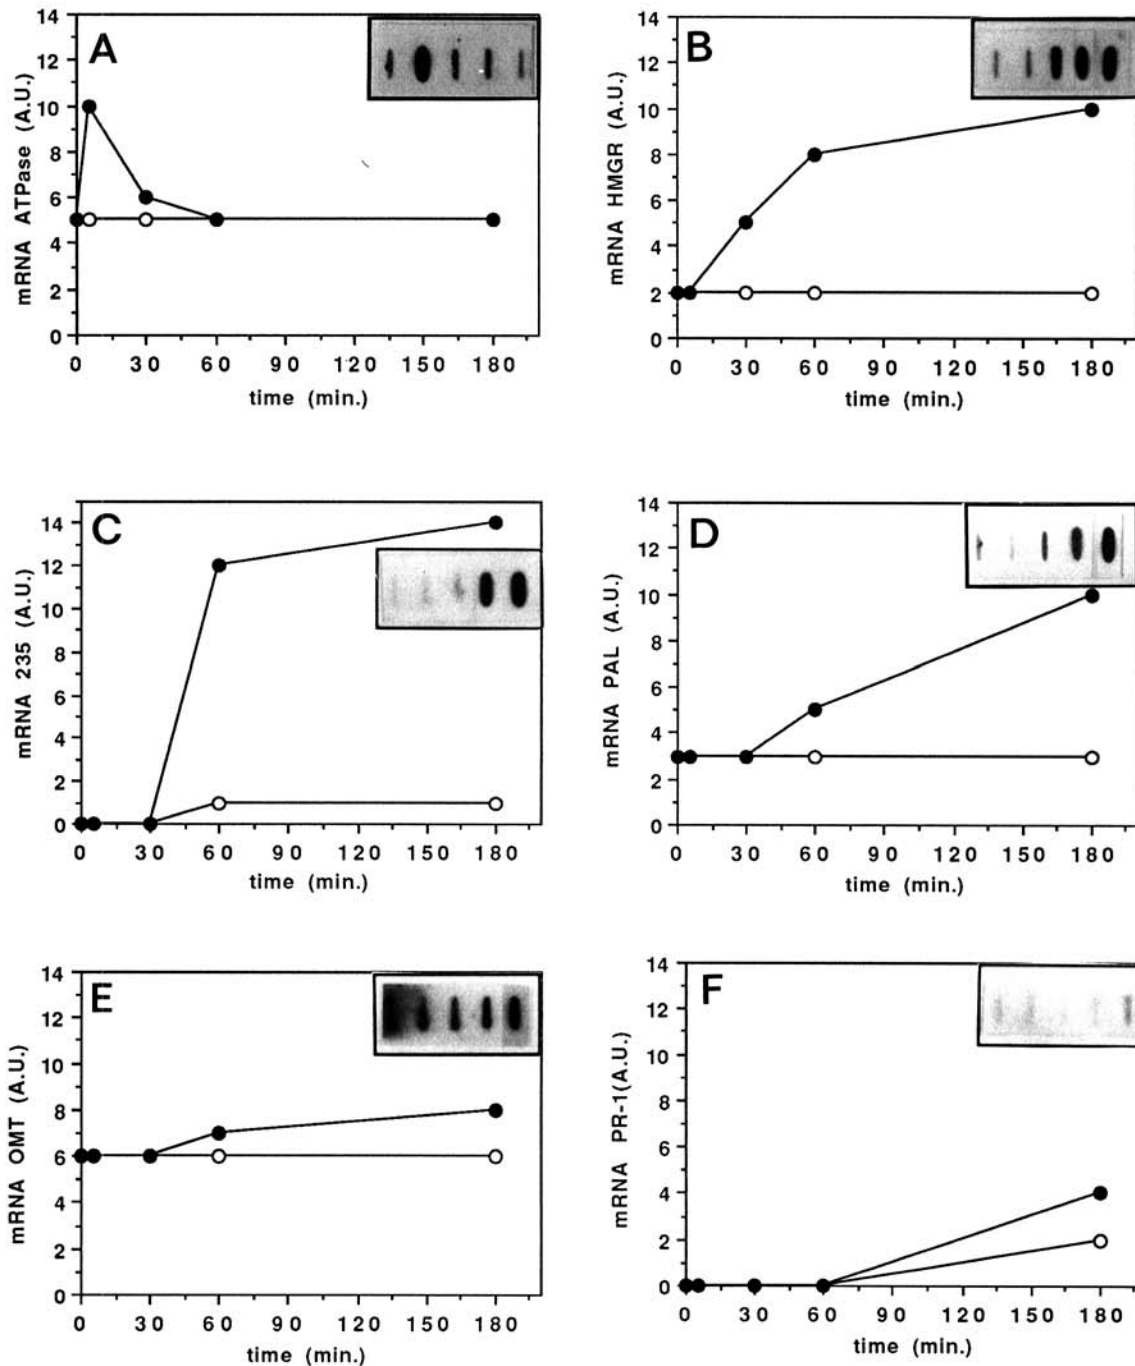 A
mRNA ATPase (A.U.)
14
12
10
8
6
4
2
0
0 30 60 90 120 150 180
time (min.)
B
mRNA HMGR (A.U.)
14
12
10
8
6
4
2
0
0 30 60 90 120 150 180
time (min.)
C
mRNA 235 (A.U.)
14
12
10
8
6
4
2
0
0 30 60 90 120 150 180
time (min.)
D
mRNA PAL (A.U.)
14
12
10
8
6
4
2
0
0 30 60 90 120 150 180
time (min.)
E
mRNA OMT (A.U.)
14
12
10
8
6
4
2
0
0 30 60 90 120 150 180
time (min.)
F
mRNA PR-1(A.U.)
14
12
10
8
6
4
2
0
0 30 60 90 120 150 180
time (min.)